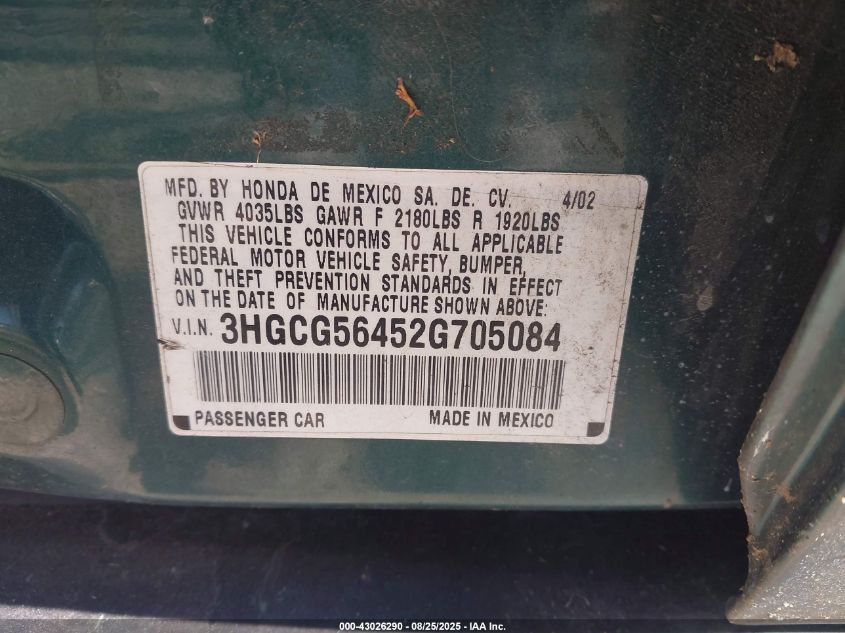 MFD. BY HONDA DE MEXICO SA. DE. CV. 4/02
GVWR 4035LBS GAWR F 2180LBS R 1920LBS
THIS VEHICLE CONFORMS TO ALL APPLICABLE
FEDERAL MOTOR VEHICLE SAFETY, BUMPER,
AND THEFT PREVENTION STANDARDS IN EFFECT
ON THE DATE OF MANUFACTURE SHOWN ABOVE:
V.I.N. 3HGCG56452G705084
PASSENGER CAR MADE IN MEXICO
000-43026290 - 08/25/2025 - IAA Inc.